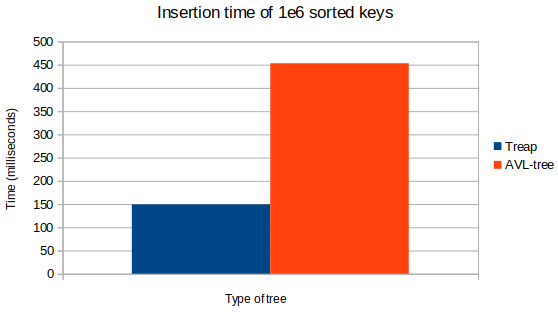 Insertion time of 1e6 sorted keys
500
450
400
350
300
250
200
150
100
50
0
Time (milliseconds)
Type of tree
Treap
AVL-tree